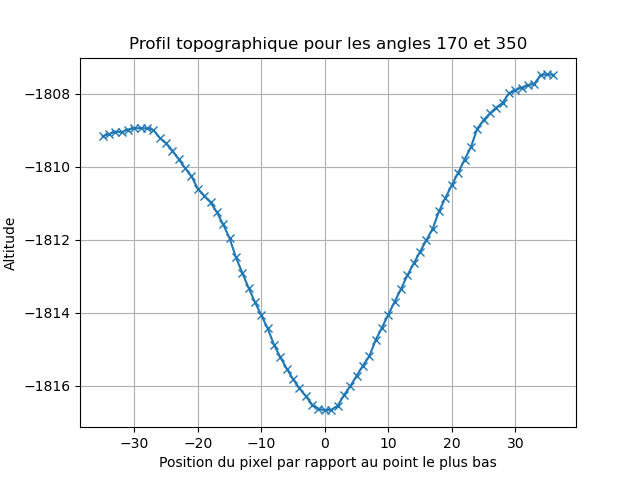 Profil topographique pour les angles 170 et 350
−1808
−1810
−1812
−1814
−1816
Altitude
−30 −20 −10 0 10 20 30
Position du pixel par rapport au point le plus bas